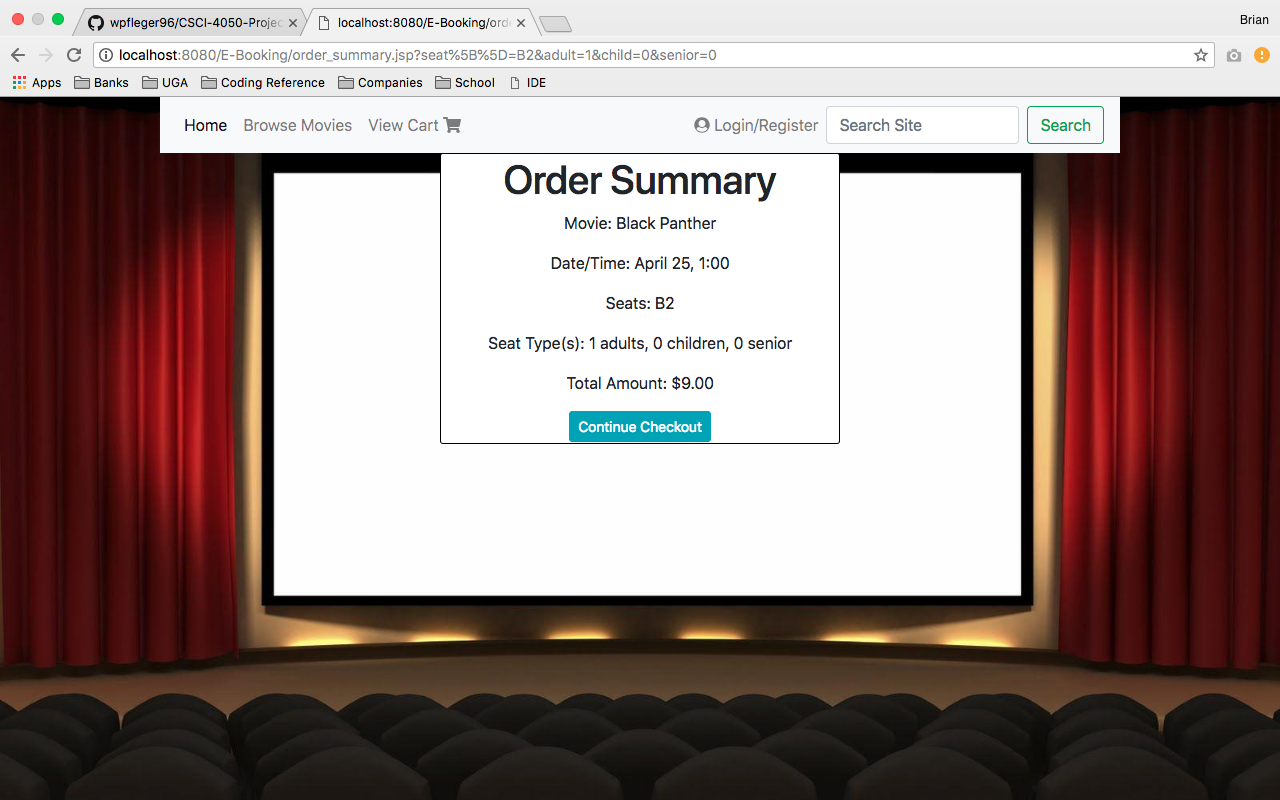 wpfleger96/CSCI-4050-Projec
localhost:8080/E-Booking/orde
Brian
localhost:8080/E-Booking/order_summary.jsp?seat%5B%5D=B2&adult=1&child=0&senior=0
Apps Banks UGA Coding Reference Companies School IDE
Home Browse Movies View Cart Login/Register Search Site Search
Order Summary
Movie: Black Panther
Date/Time: April 25, 1:00
Seats: B2
Seat Type(s): 1 adults, 0 children, 0 senior
Total Amount: $9.00
Continue Checkout